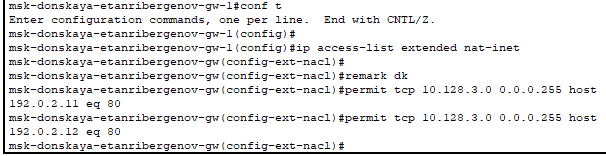 msk-donskaya-etanribergenov-gw-1#conf t
Enter configuration commands, one per line.  End with CNTL/Z.
msk-donskaya-etanribergenov-gw-1(config)#
msk-donskaya-etanribergenov-gw-1(config)#ip access-list extended nat-inet
msk-donskaya-etanribergenov-gw(config-ext-nacl)#
msk-donskaya-etanribergenov-gw(config-ext-nacl)#remark dk
msk-donskaya-etanribergenov-gw(config-ext-nacl)#permit tcp 10.128.3.0 0.0.0.255 host
192.0.2.11 eq 80
msk-donskaya-etanribergenov-gw(config-ext-nacl)#permit tcp 10.128.3.0 0.0.0.255 host
192.0.2.12 eq 80
msk-donskaya-etanribergenov-gw(config-ext-nacl)#